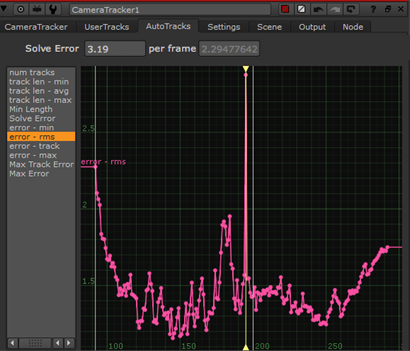 CameraTracker1
CameraTracker UserTracks AutoTracks Settings Scene Output Node
Solve Error 3.19 per frame 2.29477642
num tracks
track len - min
track len - avg
track len - max
Min Length
Solve Error
error - min
error - rms
error - track
error - max
Max Track Error
Max Error
2.5
error - rms
2
1.5
100 150 200 250